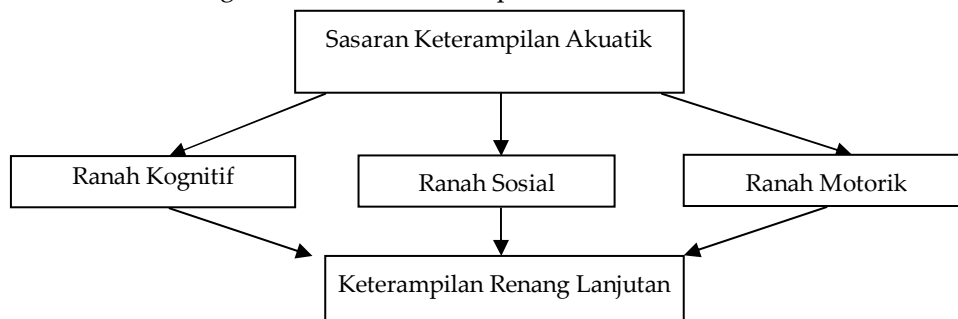 Sasaran Keterampilan Akuatik
Ranah Kognitif
Ranah Sosial
Ranah Motorik
Keterampilan Renang Lanjutan